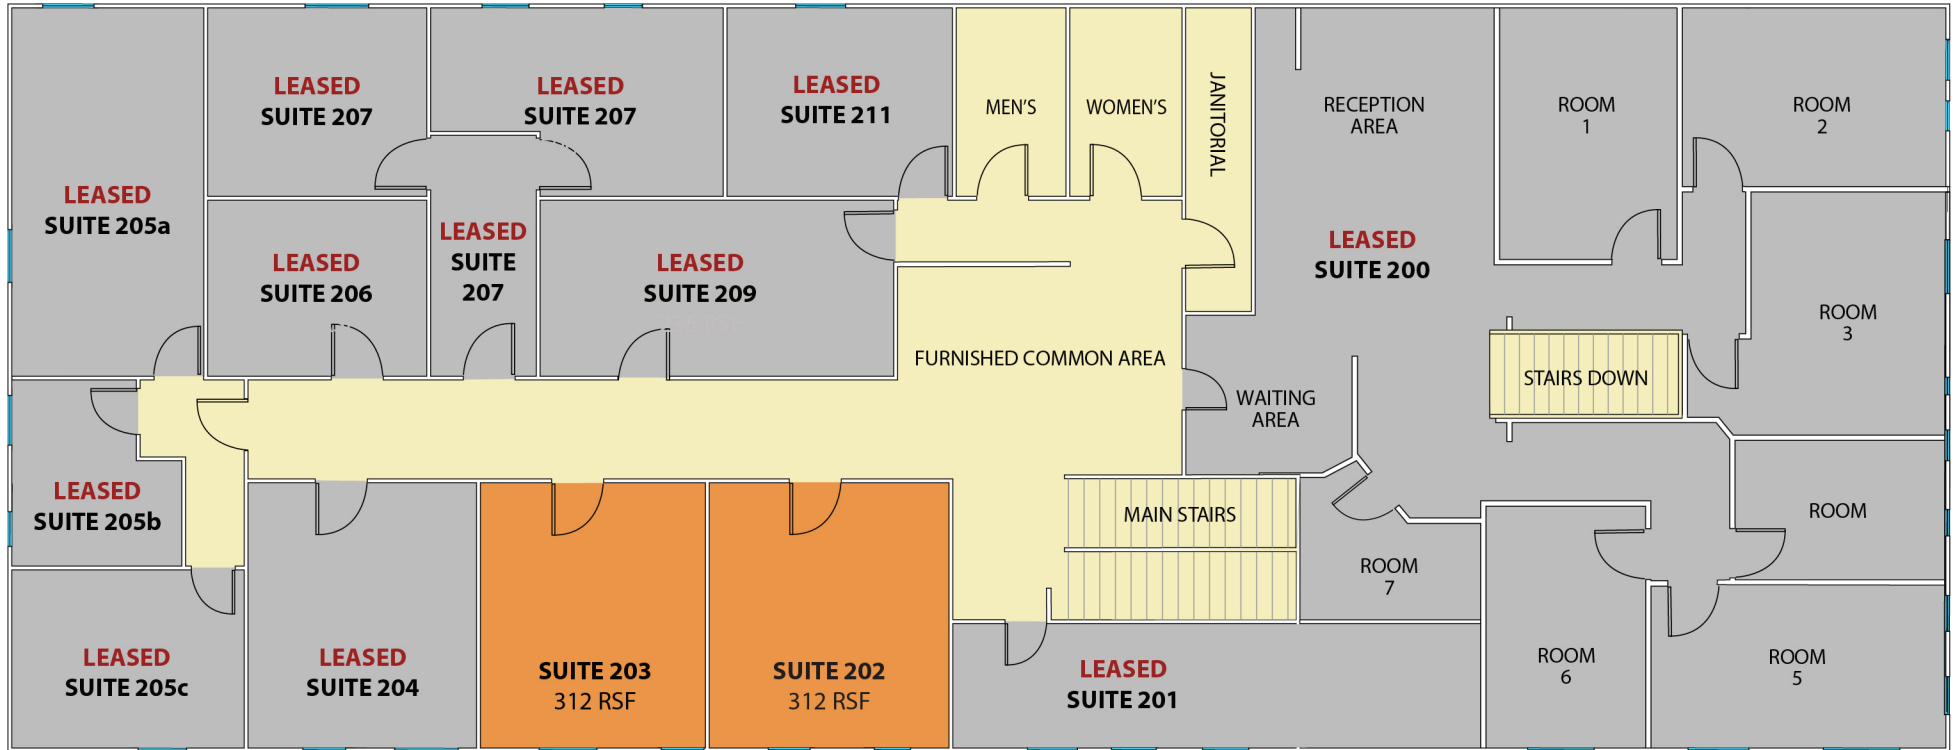 LEASED
SUITE 205a
LEASED
SUITE 207
LEASED
SUITE 207
LEASED
SUITE 211
MEN'S
WOMEN'S
JANITORIAL
RECEPTION
AREA
ROOM
1
ROOM
2
LEASED
SUITE 206
LEASED
SUITE
207
LEASED
SUITE 209
LEASED
SUITE 200
ROOM
3
FURNISHED COMMON AREA
WAITING
AREA
STAIRS DOWN
LEASED
SUITE 205b
MAIN STAIRS
ROOM
ROOM
7
LEASED
SUITE 205c
LEASED
SUITE 204
SUITE 203
312 RSF
SUITE 202
312 RSF
LEASED
SUITE 201
ROOM
6
ROOM
5